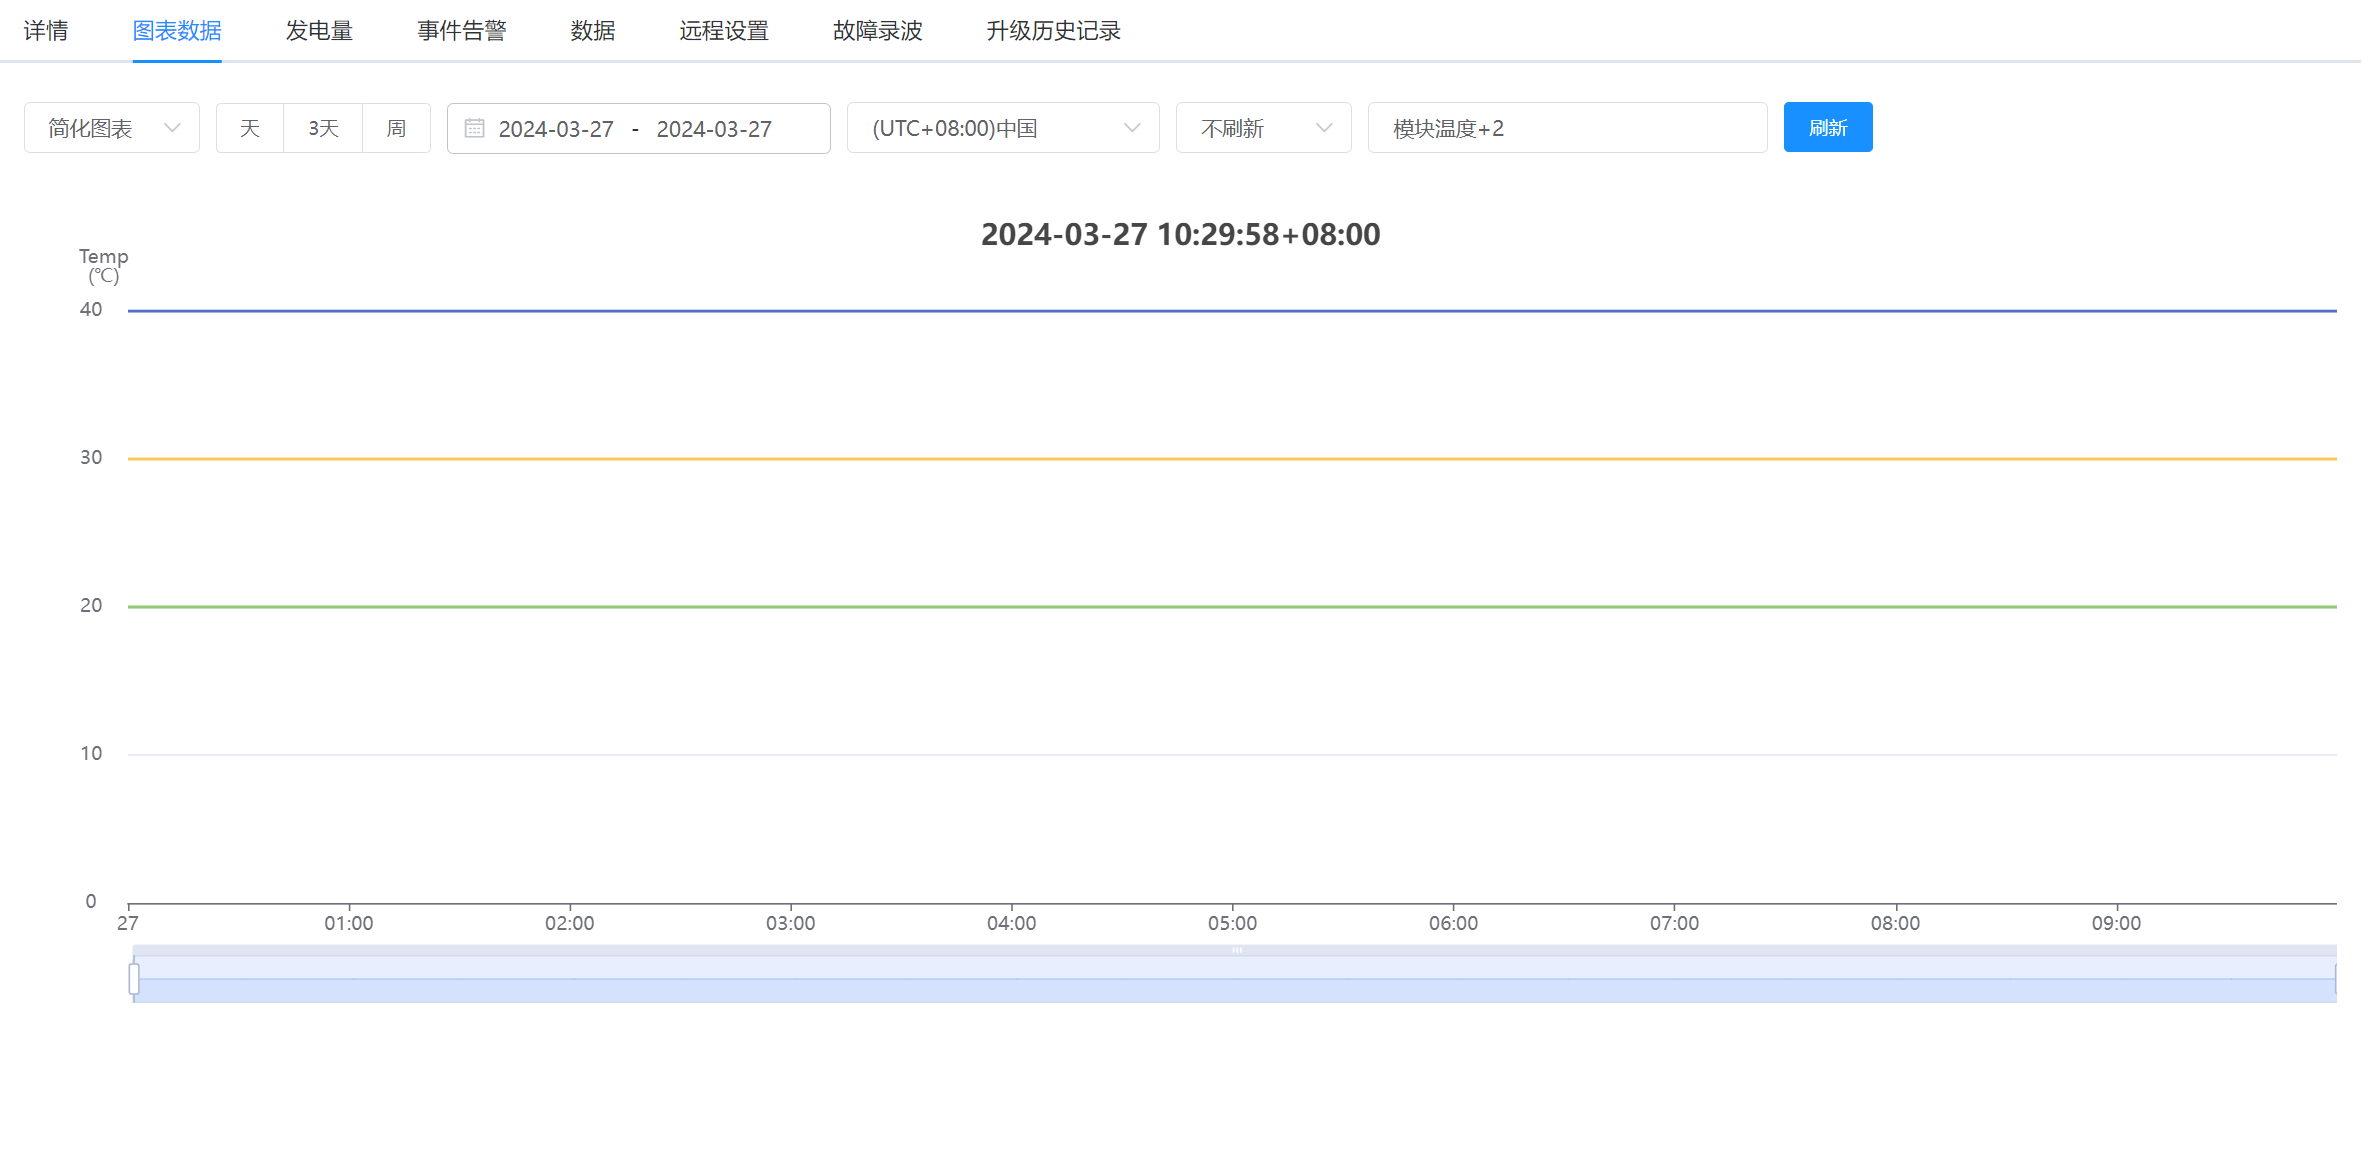 详情 图表数据 发电量 事件告警 数据 远程设置 故障录波 升级历史记录
简化图表 天 3天 周 2024-03-27 - 2024-03-27 (UTC+08:00)中国 不刷新 模块温度+2 刷新
2024-03-27 10:29:58+08:00
Temp
(℃)
40
30
20
10
0
27 01:00 02:00 03:00 04:00 05:00 06:00 07:00 08:00 09:00